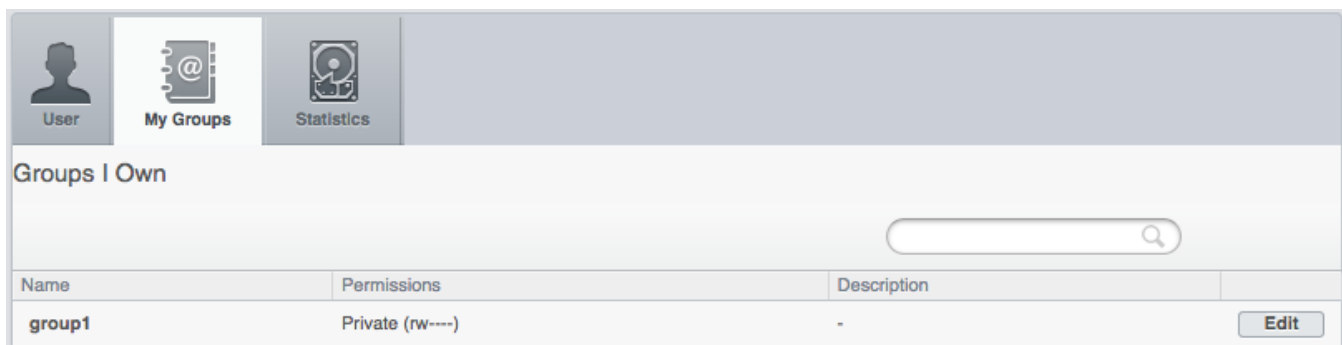 User My Groups Statistics
Groups I Own
Name Permissions Description
group1 Private (rw----) - Edit